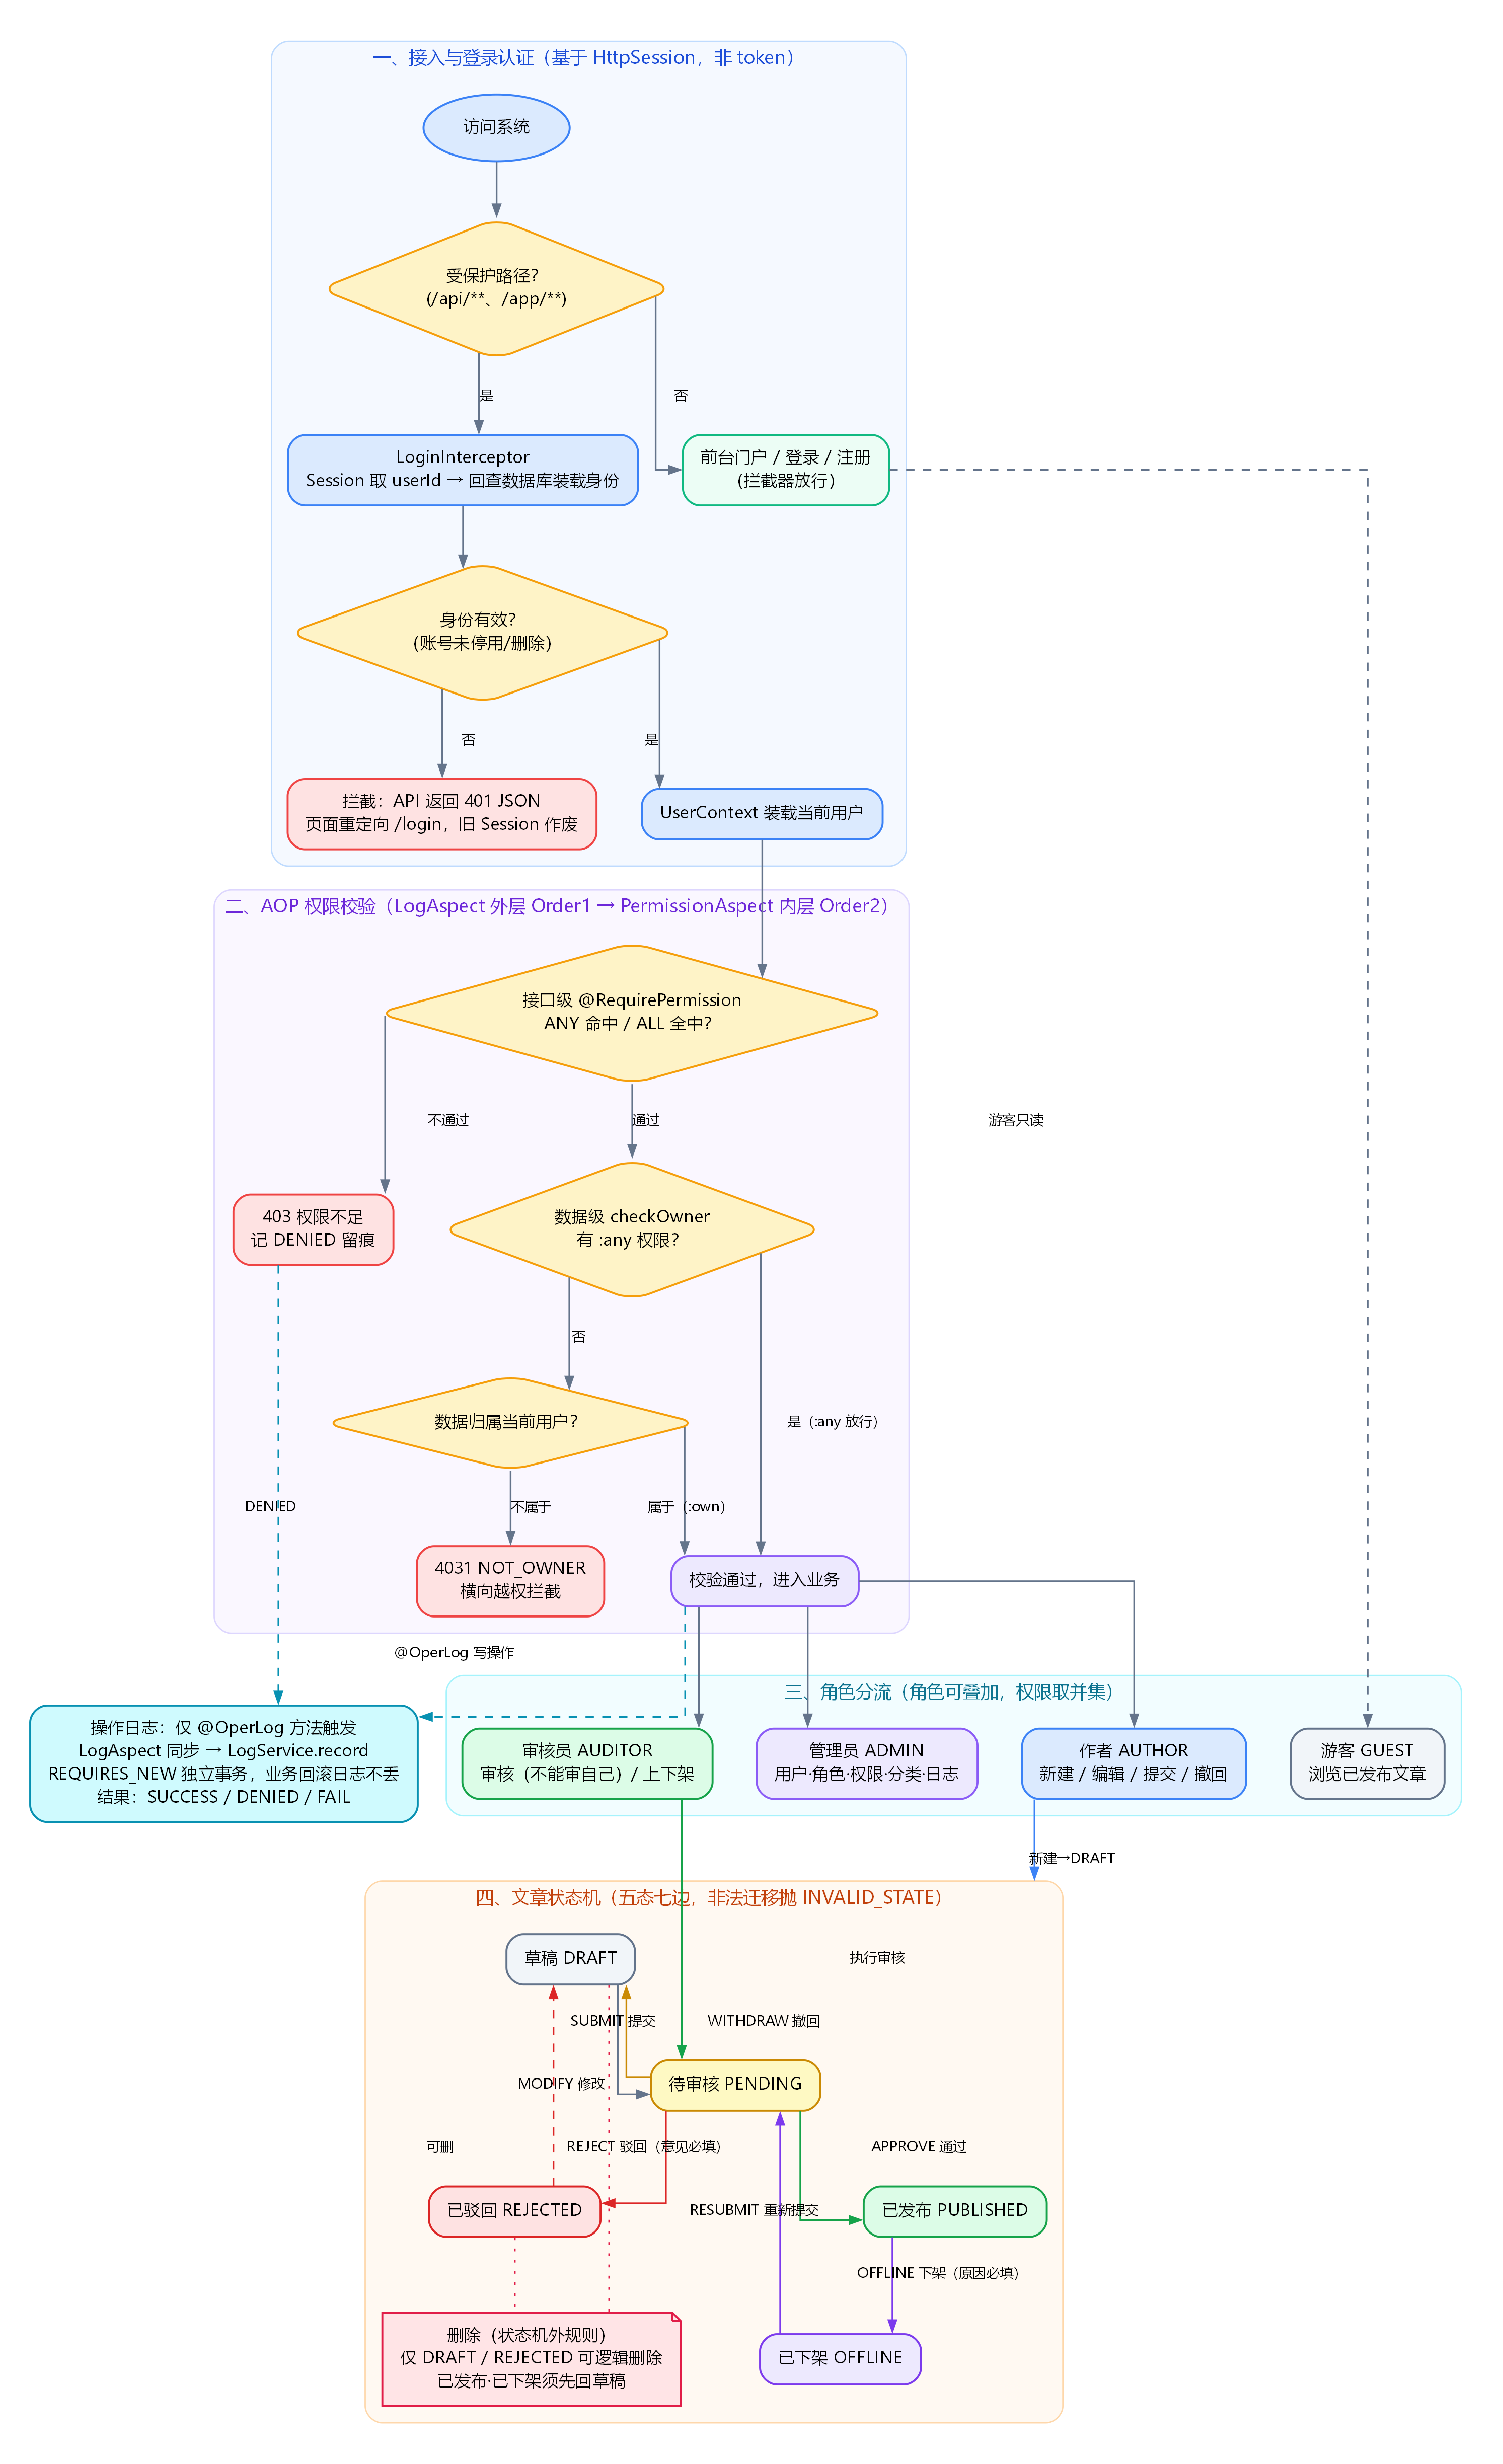 一、接入与登录认证（基于 HttpSession，非 token）
访问系统
受保护路径？
(/api/**、/app/**)
是
否
LoginInterceptor
Session 取 userId → 回查数据库装载身份
前台门户 / 登录 / 注册
(拦截器放行)
身份有效？
(账号未停用/删除)
否
是
拦截：API 返回 401 JSON
页面重定向 /login，旧 Session 作废
UserContext 装载当前用户
二、AOP 权限校验（LogAspect 外层 Order1 → PermissionAspect 内层 Order2）
接口级 @RequirePermission
ANY 命中 / ALL 全中？
不通过
通过
游客只读
403 权限不足
记 DENIED 留痕
数据级 checkOwner
有 :any 权限？
否
数据归属当前用户？
是（:any 放行）
DENIED
不属于
属于（:own）
4031 NOT_OWNER
横向越权拦截
校验通过，进入业务
@OperLog 写操作
三、角色分流（角色可叠加，权限取并集）
操作日志：仅 @OperLog 方法触发
LogAspect 同步 → LogService.record
REQUIRES_NEW 独立事务，业务回滚日志不丢
结果：SUCCESS / DENIED / FAIL
审核员 AUDITOR
审核（不能审自己）/ 上下架
管理员 ADMIN
用户·角色·权限·分类·日志
作者 AUTHOR
新建 / 编辑 / 提交 / 撤回
游客 GUEST
浏览已发布文章
新建→DRAFT
四、文章状态机（五态七边，非法迁移抛 INVALID_STATE）
草稿 DRAFT
执行审核
SUBMIT 提交
WITHDRAW 撤回
MODIFY 修改
待审核 PENDING
可删
REJECT 驳回（意见必填）
APPROVE 通过
已驳回 REJECTED
RESUBMIT 重新提交
已发布 PUBLISHED
OFFLINE 下架（原因必填）
删除（状态机外规则）
仅 DRAFT / REJECTED 可逻辑删除
已发布·已下架须先回草稿
已下架 OFFLINE